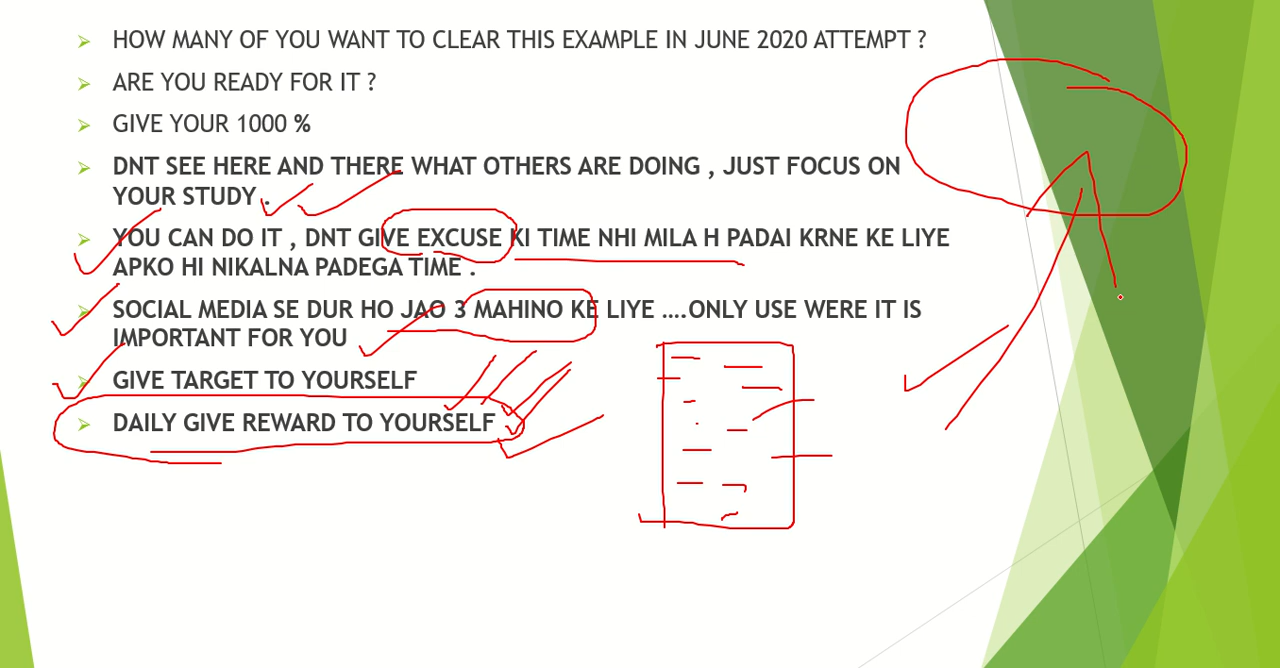 HOW MANY OF YOU WANT TO CLEAR THIS EXAMPLE IN JUNE 2020 ATTEMPT ?
ARE YOU READY FOR IT ?
GIVE YOUR 1000 %
DNT SEE HERE AND THERE WHAT OTHERS ARE DOING , JUST FOCUS ON
YOUR STUDY .
YOU CAN DO IT , DNT GIVE EXCUSE KI TIME NHI MILA H PADAI KRNE KE LIYE
APKO HI NIKALNA PADEGA TIME .
SOCIAL MEDIA SE DUR HO JAO 3 MAHINO KE LIYE ....ONLY USE WERE IT IS
IMPORTANT FOR YOU
GIVE TARGET TO YOURSELF
DAILY GIVE REWARD TO YOURSELF